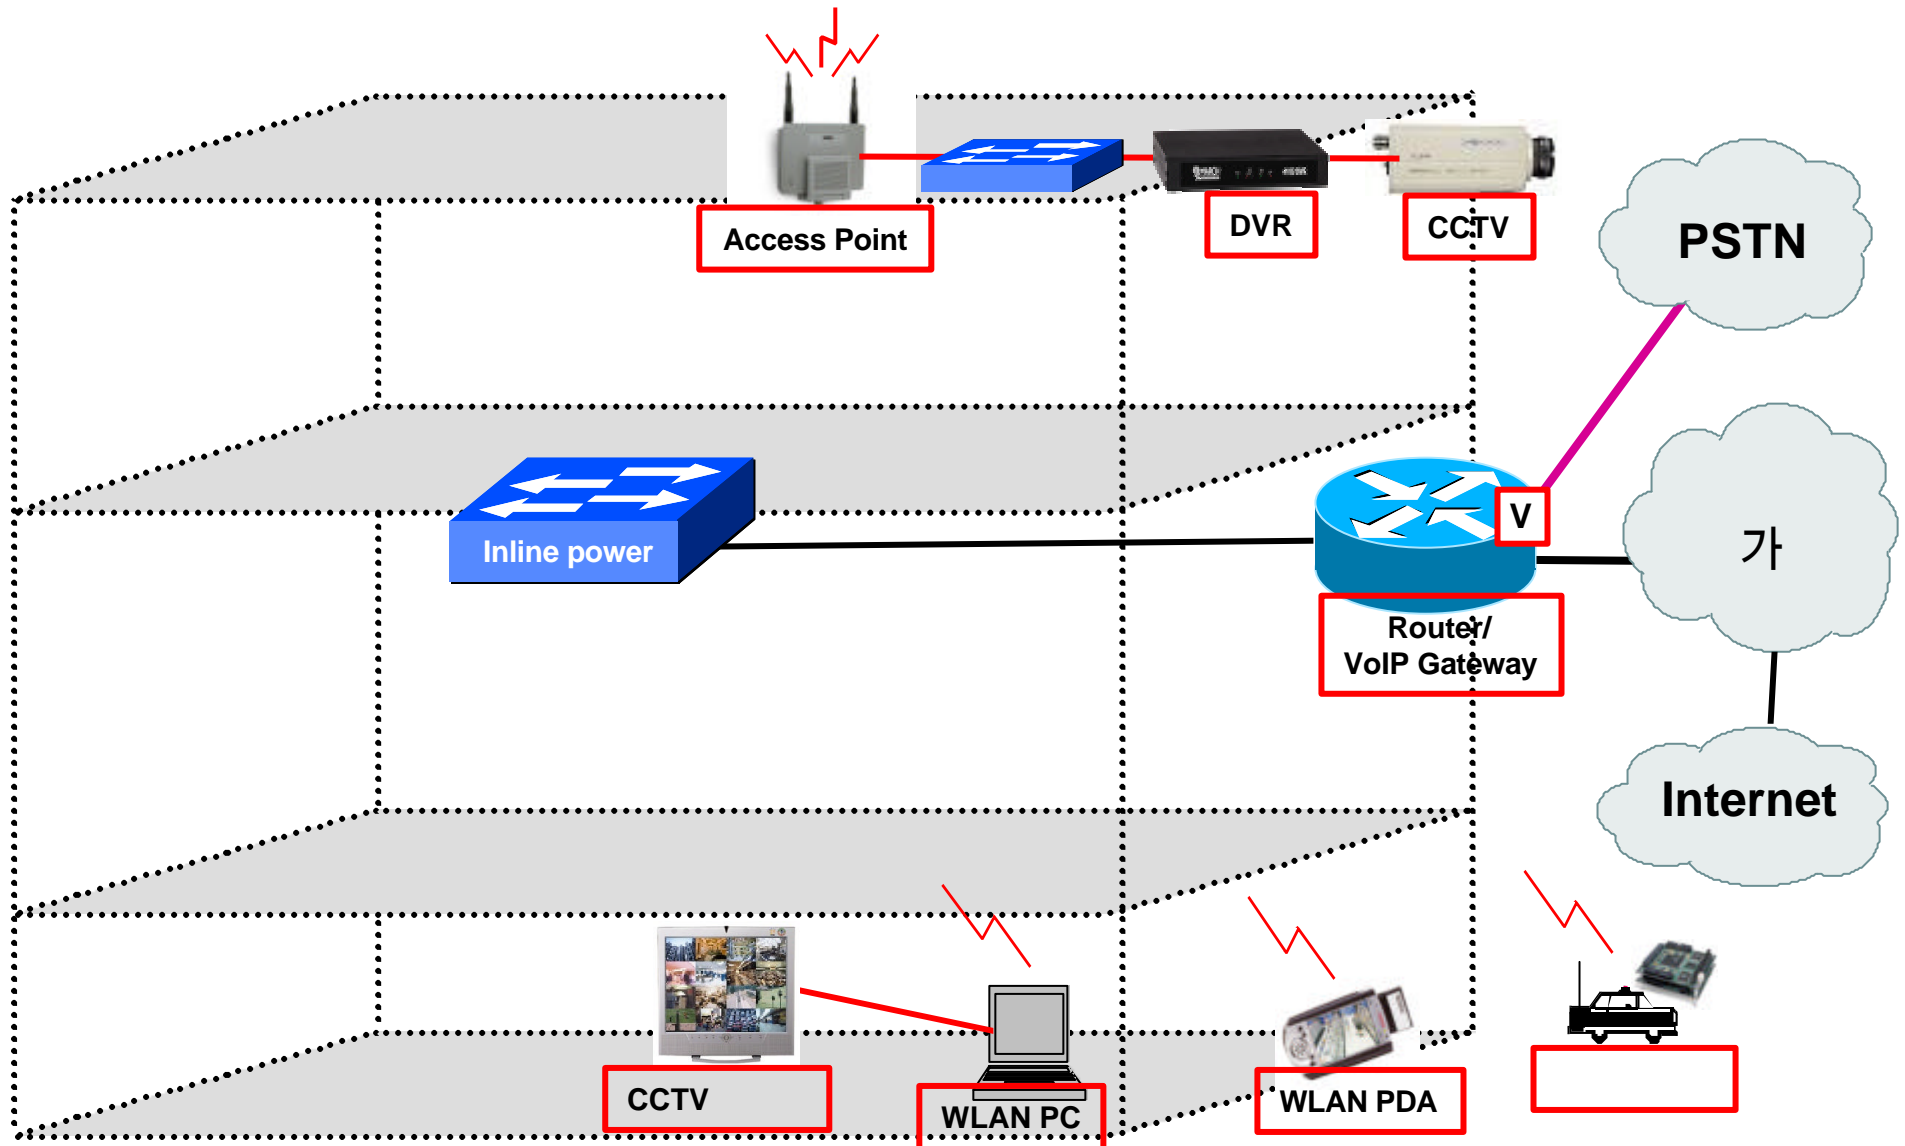 Access Point
DVR
CCTV
PSTN
Inline power
V
가
Router/
VoIP Gateway
Internet
CCTV
WLAN PC
WLAN PDA